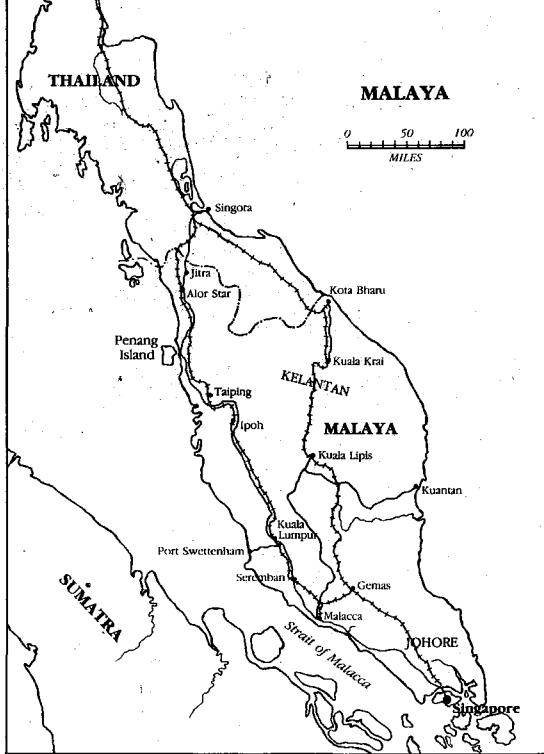 THAILAND
MALAYA
0 50 100
MILES
Singora
Jitra
Alor Star
Kota Bharu
Penang
Island
Kuala Krai
KELANTAN
Taiping
Ipoh
MALAYA
Kuala Lipis
Kuantan
Kuala
Lumpur
Port Swettenham
Seremban
Gemas
SUMATRA
Malacca
Strait of Malacca
JOHORE
Singapore